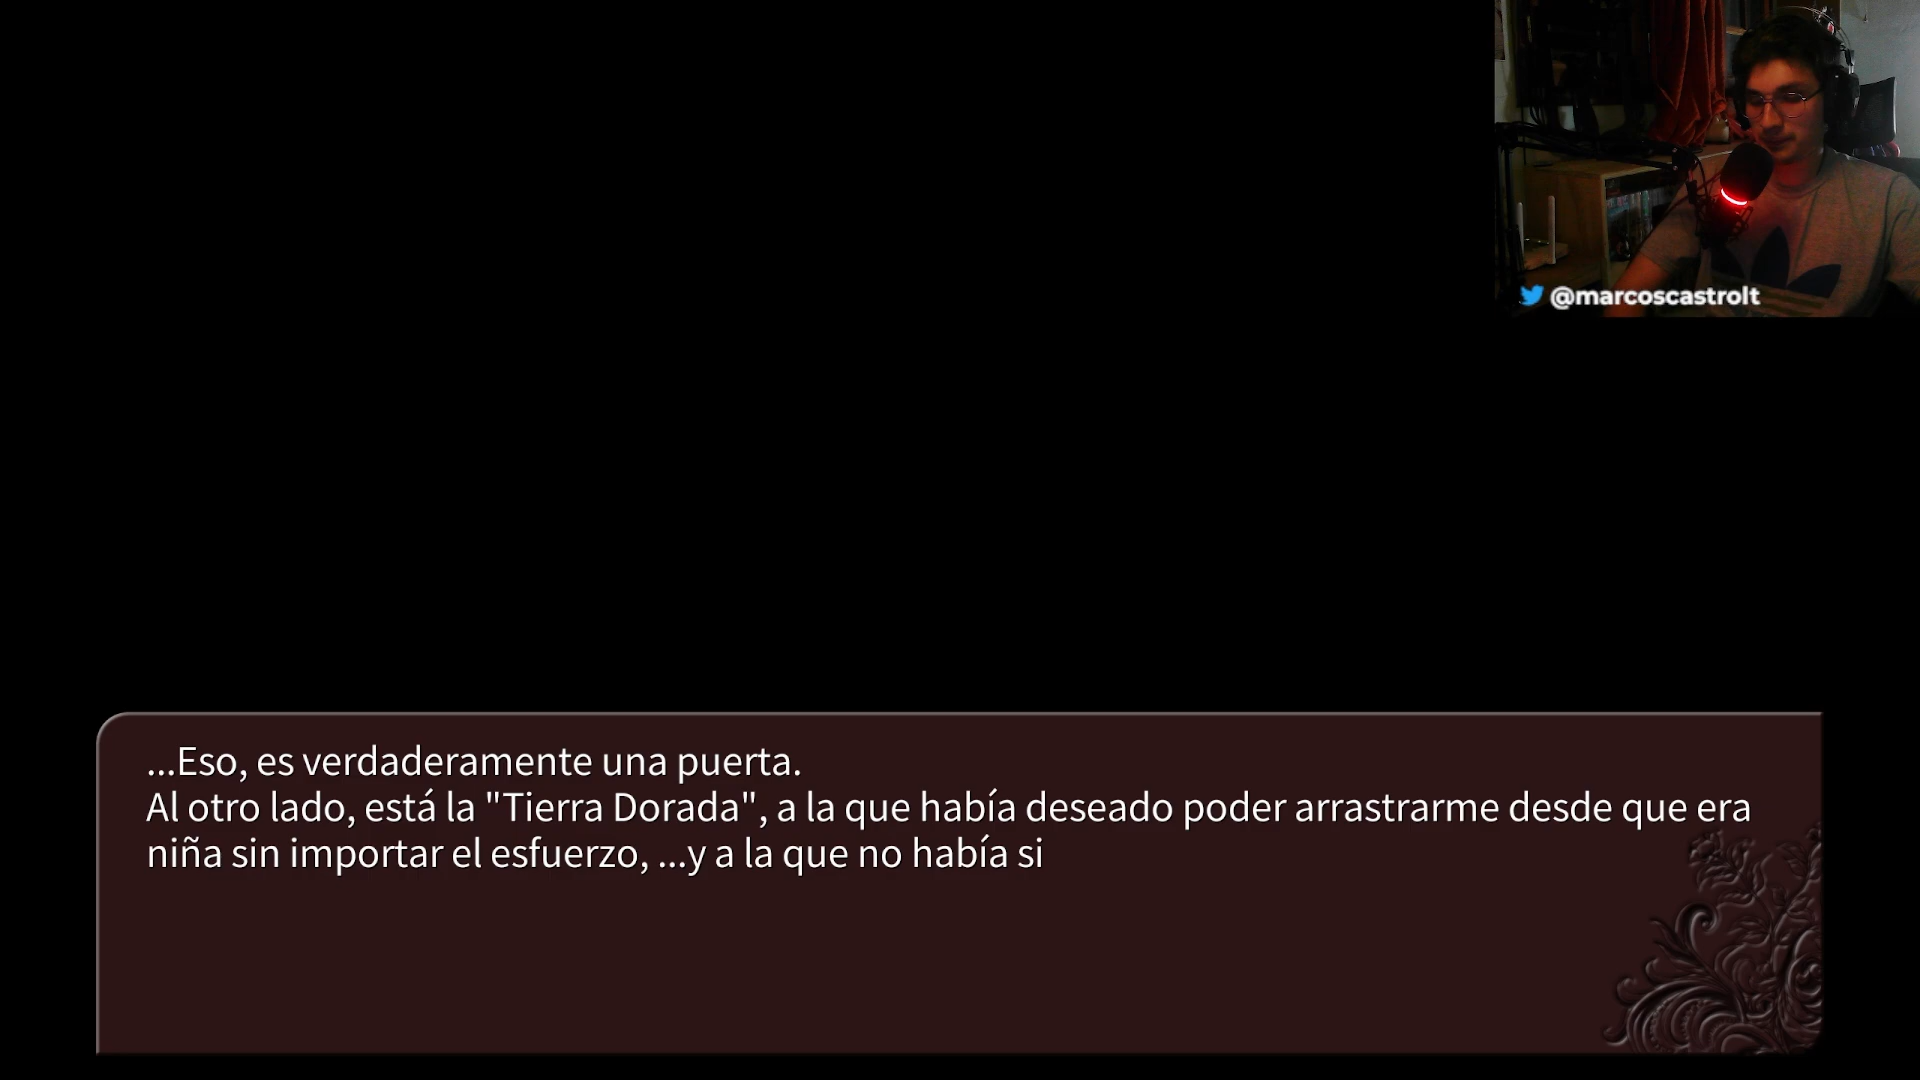 @marcoscastrolt
...Eso, es verdaderamente una puerta.
Al otro lado, está la "Tierra Dorada", a la que había deseado poder arrastrarme desde que era
niña sin importar el esfuerzo, ...y a la que no había si